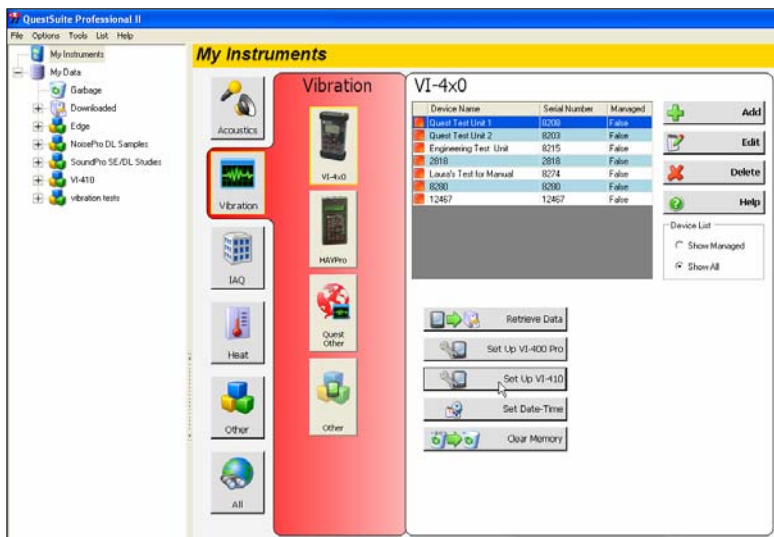 QuestSuite Professional II
File Options Tools List Help
My Instruments
My Data
Garbage
Downloaded
Edge
NoisePro DL Samples
SoundPro SE/DL Studies
VI-410
vibration tests
My Instruments
Acoustics
Vibration
IAQ
Heat
Other
All
Vibration
VI-4x0
HAVPro
Quest
Other
Other
VI-4x0
Device Name Serial Number Managed
Quest Test Unit 1 8208 False
Quest Test Unit 2 8203 False
Engineering Test Unit 8215 False
2818 2818 False
Laura's Test for Manual 8274 False
8280 8280 False
12467 12467 False
Add
Edit
Delete
Help
Device List
Show Managed
Show All
Retrieve Data
Set Up VI-400 Pro
Set Up VI-410
Set Date-Time
Clear Memory